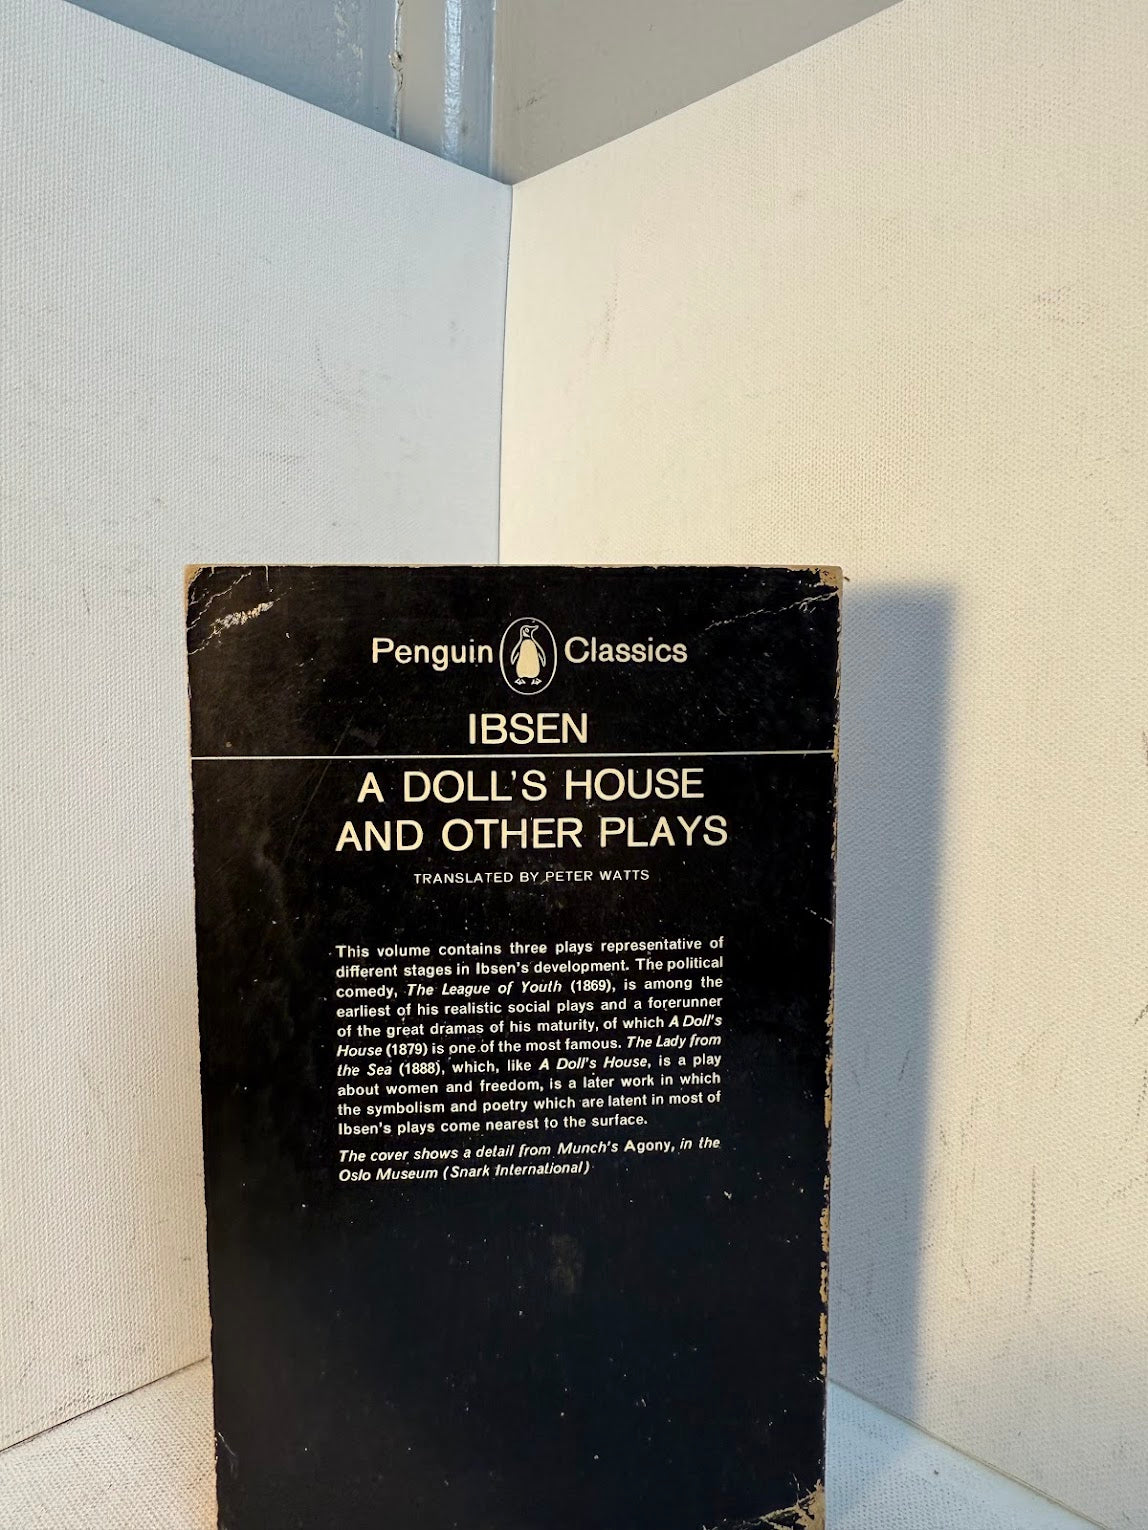 Penguin Classics
IBSEN
A DOLL'S HOUSE
AND OTHER PLAYS
TRANSLATED BY PETER WATTS
This volume contains three plays representative of
different stages in Ibsen's development. The political
comedy, The League of Youth (1869), is among the
earliest of his realistic social plays and a forerunner
of the great dramas of his maturity, of which A Doll's
House (1879) is one of the most famous. The Lady from
the Sea (1888), which, like A Doll's House, is a play
about women and freedom, is a later work in which
the symbolism and poetry which are latent in most of
Ibsen's plays come nearest to the surface.
The cover shows a detail from Munch's Agony, in the
Oslo Museum (Snark International)